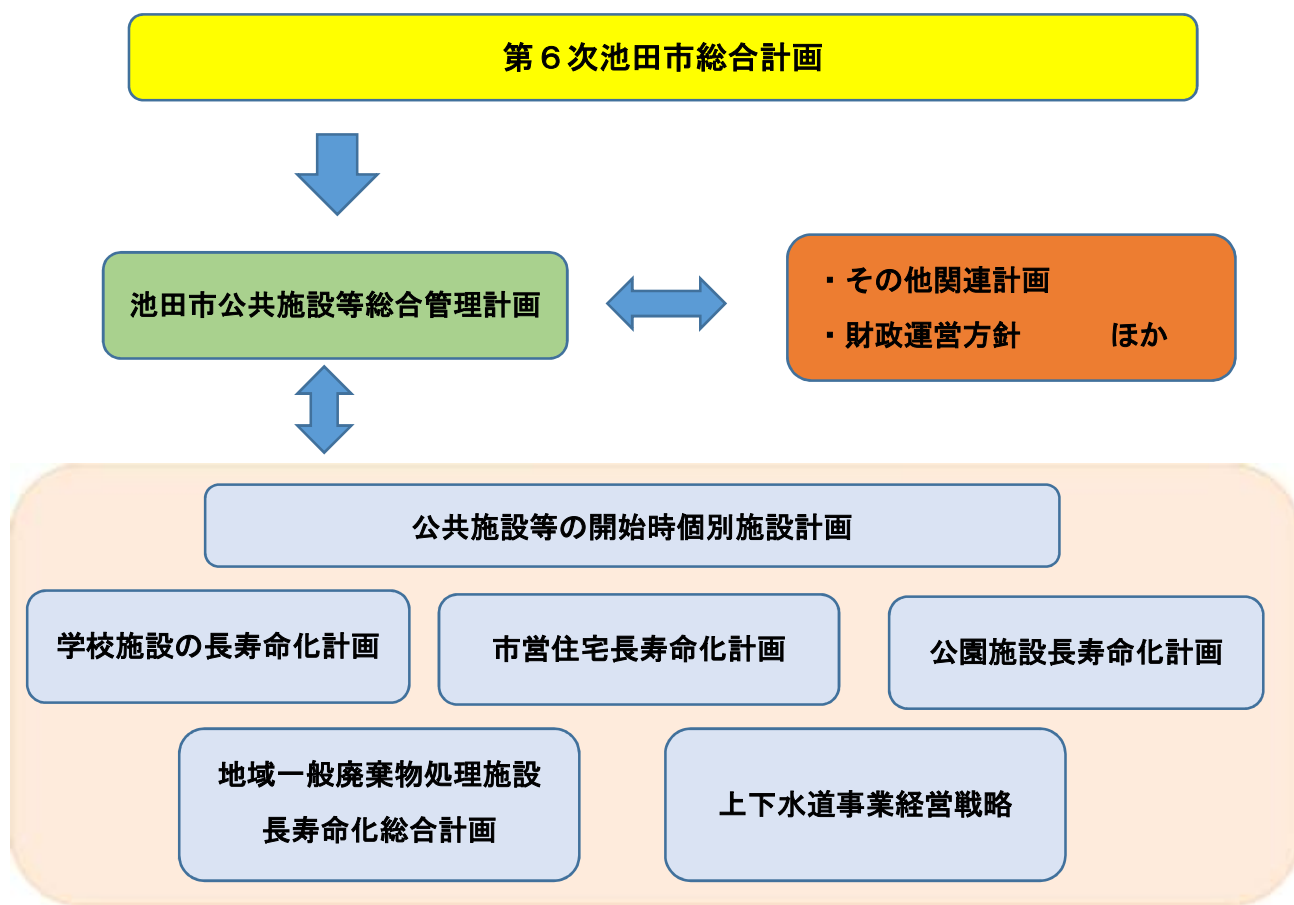 第６次池田市総合計画
池田市公共施設等総合管理計画
・その他関連計画
・財政運営方針　　　ほか
公共施設等の開始時個別施設計画
学校施設の長寿命化計画
市営住宅長寿命化計画
公園施設長寿命化計画
地域一般廃棄物処理施設
長寿命化総合計画
上下水道事業経営戦略